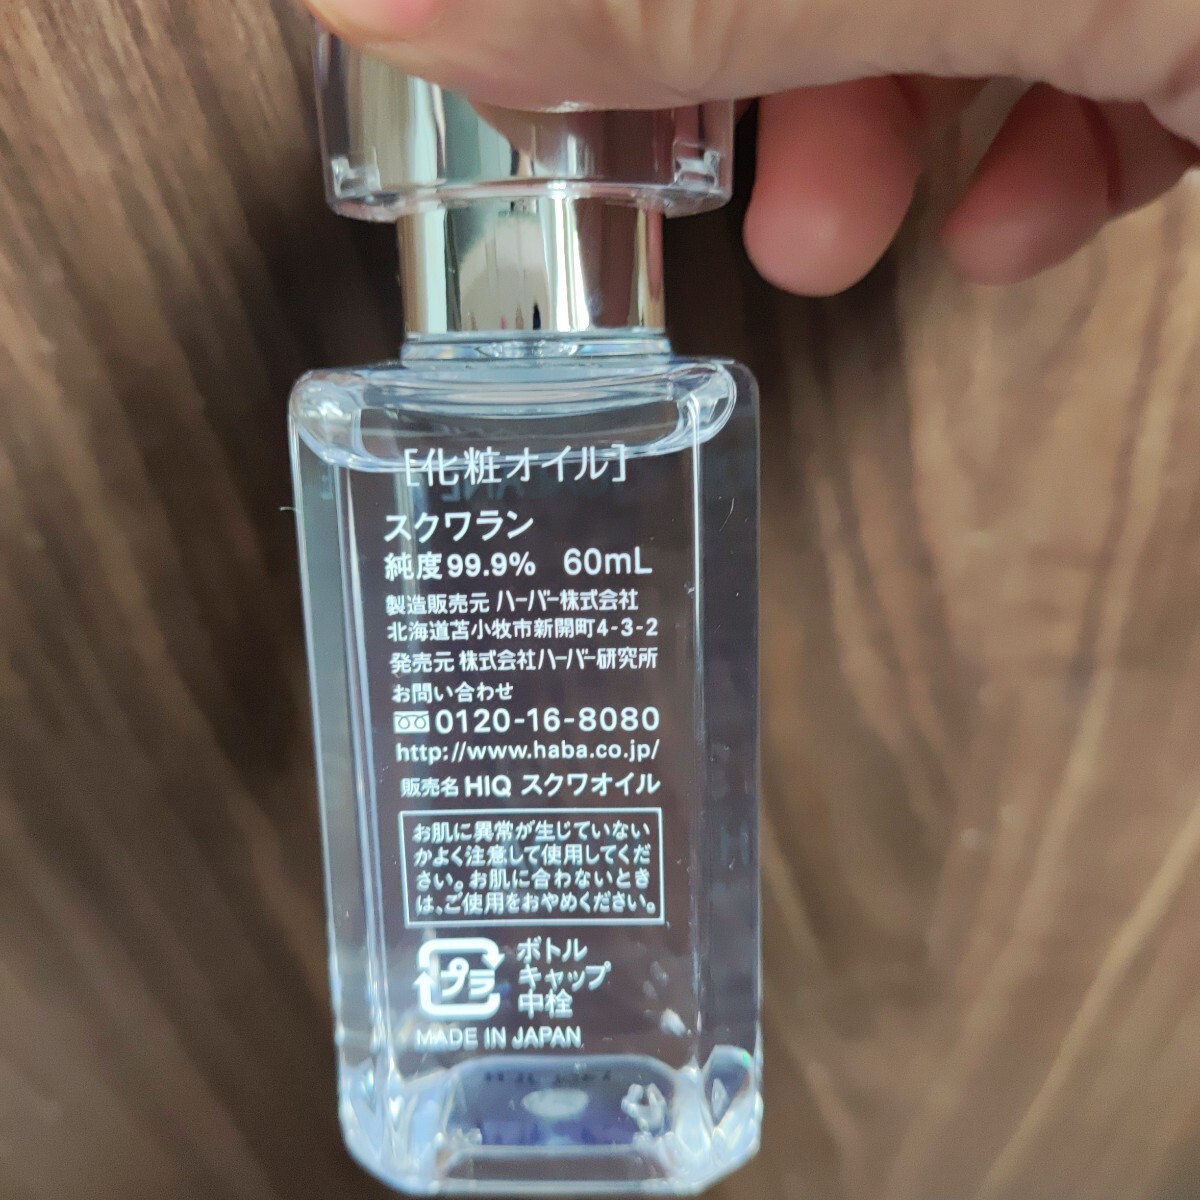 [化粧オイル]
スクワラン
純度99.9% 60mL
製造販売元 ハーバー株式会社
北海道苫小牧市新開町4-3-2
発売元 株式会社ハーバー研究所
お問い合わせ
0120-16-8080
http://www.haba.co.jp/
販売名 HIQ スクワオイル
お肌に異常が生じていない
かよく注意して使用してくだ
さい。お肌に合わないとき
は、ご使用をおやめください。
プラ
ボトル
キャップ
中栓
MADE IN JAPAN